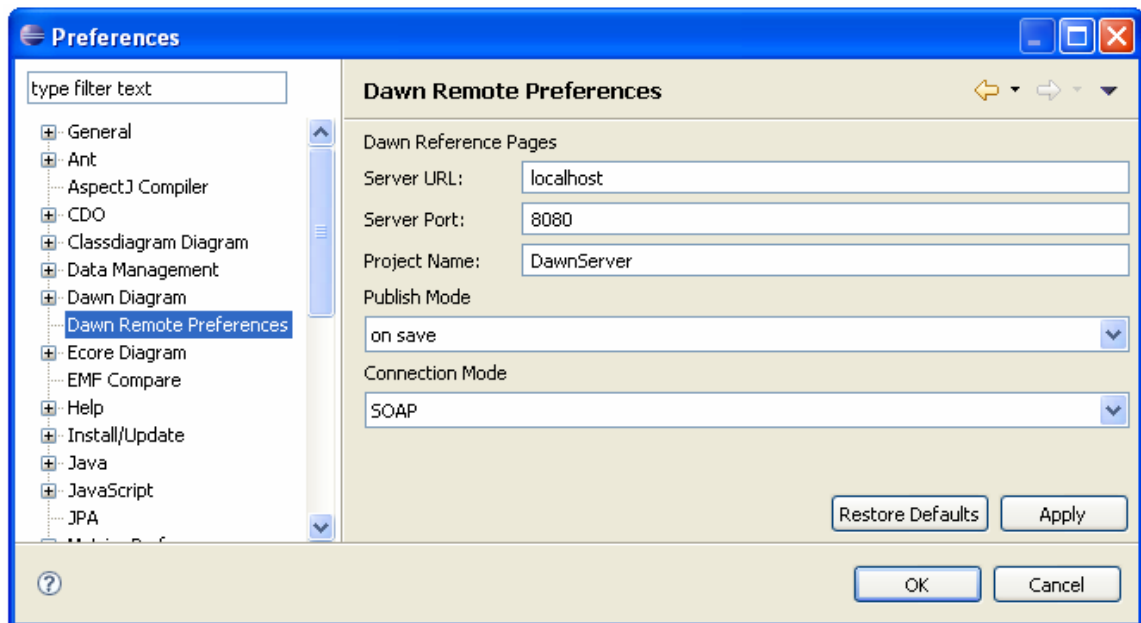 Preferences
type filter text
General
Ant
AspectJ Compiler
CDO
Classdiagram Diagram
Data Management
Dawn Diagram
Dawn Remote Preferences
Ecore Diagram
EMF Compare
Help
Install/Update
Java
JavaScript
JPA
Dawn Remote Preferences
Dawn Reference Pages
Server URL: localhost
Server Port: 8080
Project Name: DawnServer
Publish Mode
on save
Connection Mode
SOAP
Restore Defaults Apply
OK Cancel